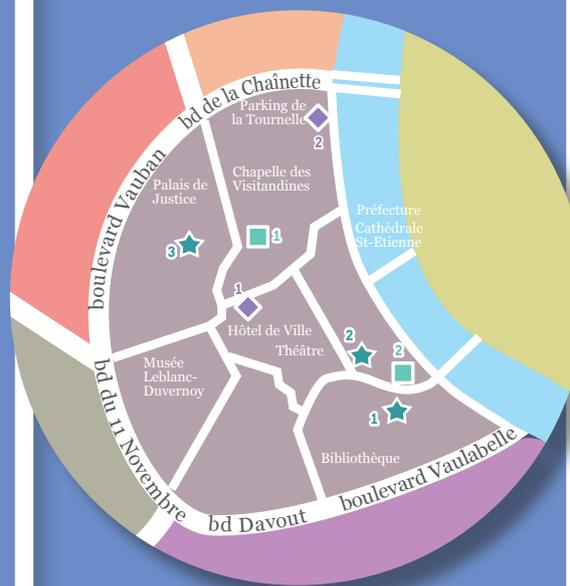 bd de la Chaînette
Parking de
la Tournelle
2
boulevard Vauban
Chapelle des
Visitandines
Palais de
Justice
Préfecture
Cathédrale
St-Etienne
1
3
1
Hôtel de Ville
Théâtre
2
2
Musée
Leblanc-
Duvernoy
1
bd du 11 Novembre
Bibliothèque
boulevard Vaulabelle
bd Davout